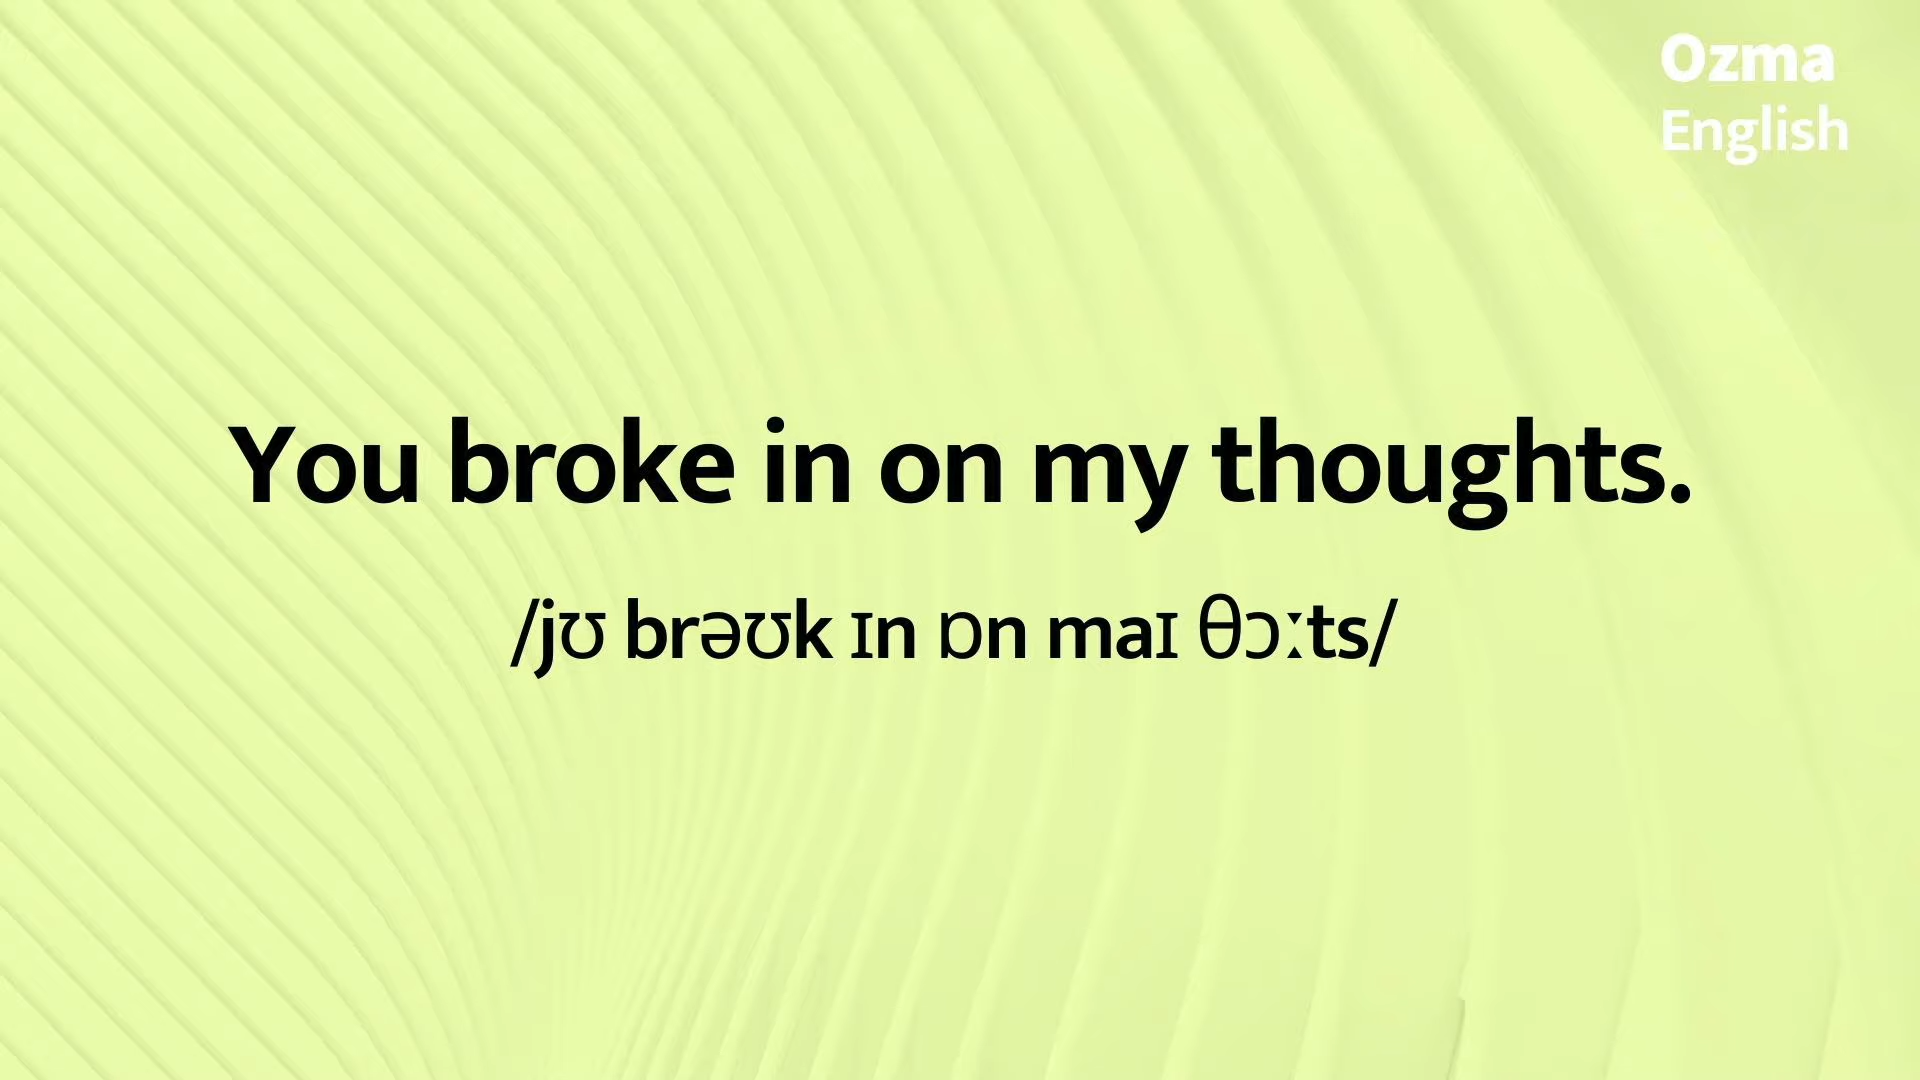 Ozma
English
You broke in on my thoughts.
/jʊ brəʊk ɪn ɒn maɪ θɔːts/